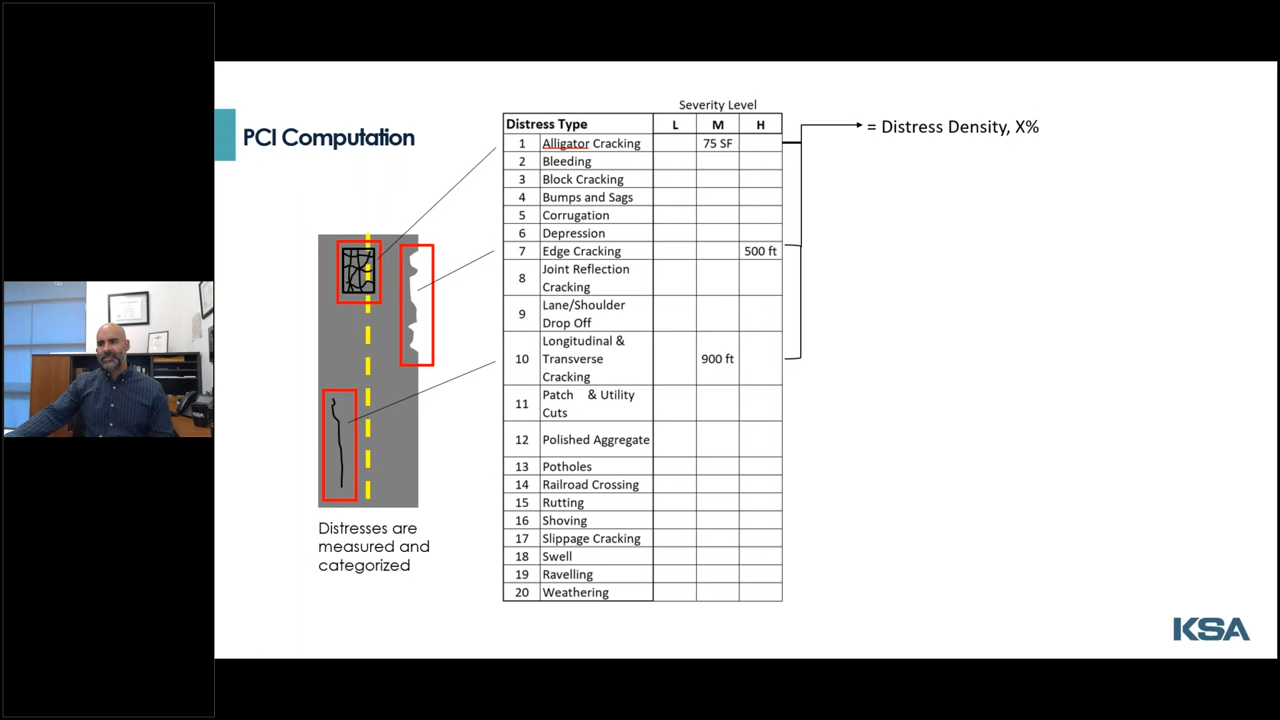 PCI Computation
Severity Level
Distress Type L M H
1 Alligator Cracking 75 SF
2 Bleeding
3 Block Cracking
4 Bumps and Sags
5 Corrugation
6 Depression
7 Edge Cracking 500 ft
8 Joint Reflection
Cracking
9 Lane/Shoulder
Drop Off
10 Longitudinal &
Transverse
Cracking 900 ft
11 Patch & Utility
Cuts
12 Polished Aggregate
13 Potholes
14 Railroad Crossing
15 Rutting
16 Shoving
17 Slippage Cracking
18 Swell
19 Ravelling
20 Weathering
= Distress Density, X%
Distresses are
measured and
categorized
KSA